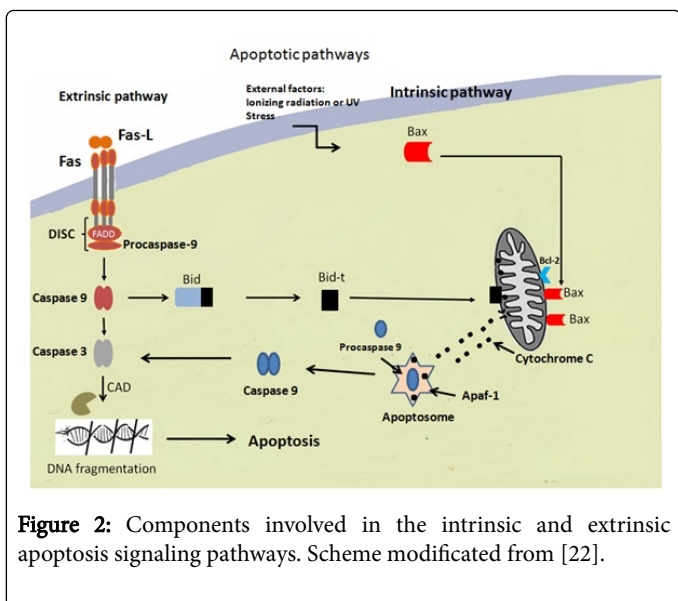 Apoptotic pathways
Extrinsic pathway
External factors:
Ionizing radiation or UV
Stress
Intrinsic pathway
Fas-L
Fas
Bax
DISC
FADD
Procaspase-9
Bcl-2
Caspase 9
Bid
Bid-t
Bax
Bax
Caspase 3
Procaspase 9
Cytochrome C
CAD
Caspase 9
Apaf-1
Apoptosome
Apoptosis
DNA fragmentation
Figure 2: Components involved in the intrinsic and extrinsic
apoptosis signaling pathways. Scheme modificated from [22].